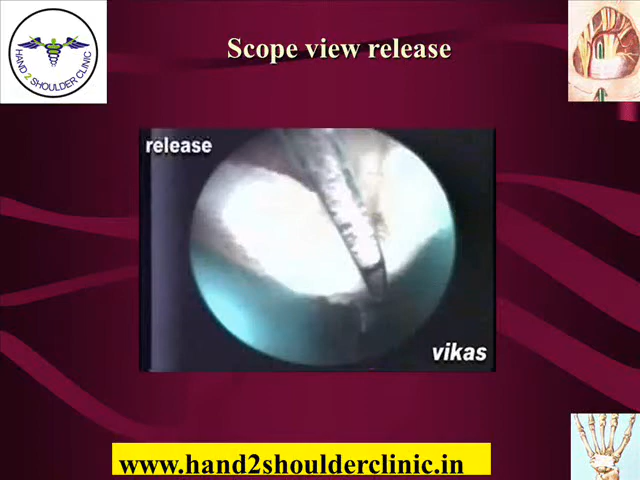 HAND 2 SHOULDER CLINIC
Scope view release
release
vikas
www.hand2shoulderclinic.in